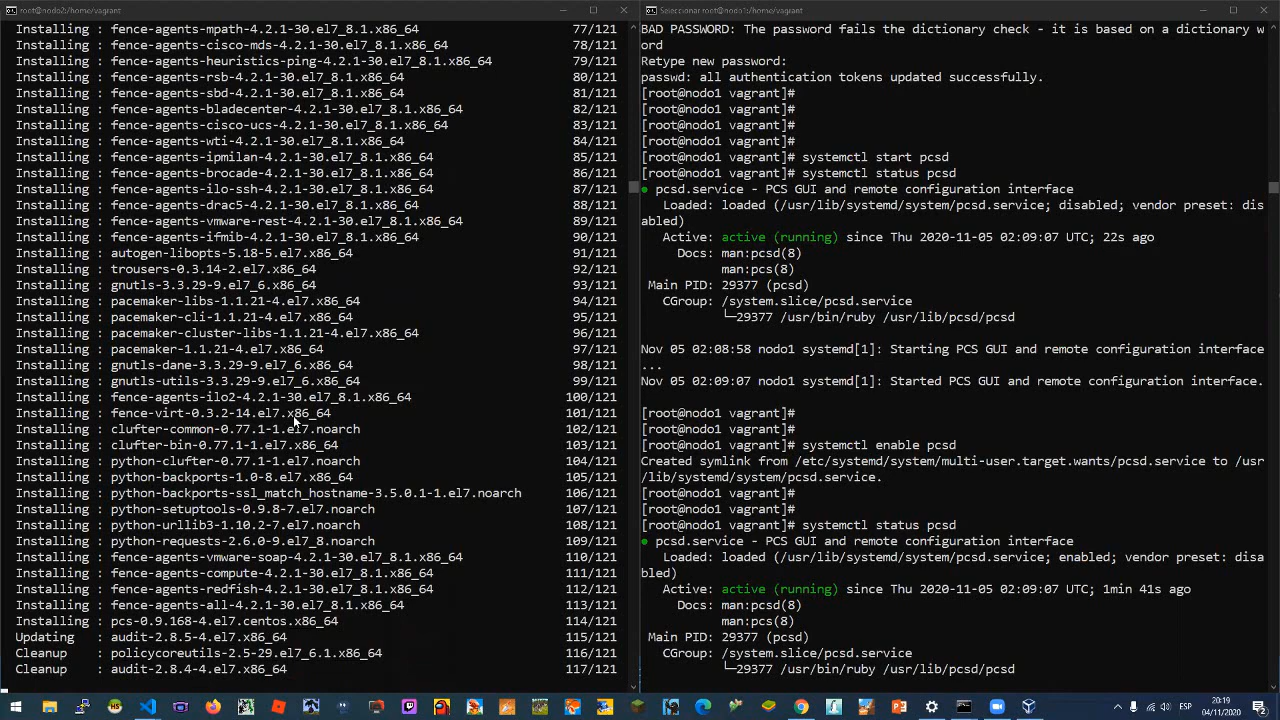 root@nodo2:/home/vagrant
Installing : fence-agents-mpath-4.2.1-30.el7_8.1.x86_64 77/121
Installing : fence-agents-cisco-mds-4.2.1-30.el7_8.1.x86_64 78/121
Installing : fence-agents-heuristics-ping-4.2.1-30.el7_8.1.x86_64 79/121
Installing : fence-agents-rsb-4.2.1-30.el7_8.1.x86_64 80/121
Installing : fence-agents-sbd-4.2.1-30.el7_8.1.x86_64 81/121
Installing : fence-agents-bladecenter-4.2.1-30.el7_8.1.x86_64 82/121
Installing : fence-agents-cisco-ucs-4.2.1-30.el7_8.1.x86_64 83/121
Installing : fence-agents-wti-4.2.1-30.el7_8.1.x86_64 84/121
Installing : fence-agents-ipmilan-4.2.1-30.el7_8.1.x86_64 85/121
Installing : fence-agents-brocade-4.2.1-30.el7_8.1.x86_64 86/121
Installing : fence-agents-ilo-ssh-4.2.1-30.el7_8.1.x86_64 87/121
Installing : fence-agents-drac5-4.2.1-30.el7_8.1.x86_64 88/121
Installing : fence-agents-vmware-rest-4.2.1-30.el7_8.1.x86_64 89/121
Installing : fence-agents-ifmib-4.2.1-30.el7_8.1.x86_64 90/121
Installing : autogen-libopts-5.18-5.el7.x86_64 91/121
Installing : trousers-0.3.14-2.el7.x86_64 92/121
Installing : gnutls-3.3.29-9.el7_6.x86_64 93/121
Installing : pacemaker-libs-1.1.21-4.el7.x86_64 94/121
Installing : pacemaker-cli-1.1.21-4.el7.x86_64 95/121
Installing : pacemaker-cluster-libs-1.1.21-4.el7.x86_64 96/121
Installing : pacemaker-1.1.21-4.el7.x86_64 97/121
Installing : gnutls-dane-3.3.29-9.el7_6.x86_64 98/121
Installing : gnutls-utils-3.3.29-9.el7_6.x86_64 99/121
Installing : fence-agents-ilo2-4.2.1-30.el7_8.1.x86_64 100/121
Installing : fence-virt-0.3.2-14.el7.x86_64 101/121
Installing : clufter-common-0.77.1-1.el7.noarch 102/121
Installing : clufter-bin-0.77.1-1.el7.x86_64 103/121
Installing : python-clufter-0.77.1-1.el7.noarch 104/121
Installing : python-backports-1.0-8.el7.x86_64 105/121
Installing : python-backports-ssl_match_hostname-3.5.0.1-1.el7.noarch 106/121
Installing : python-setuptools-0.9.8-7.el7.noarch 107/121
Installing : python-urllib3-1.10.2-7.el7.noarch 108/121
Installing : python-requests-2.6.0-9.el7_8.noarch 109/121
Installing : fence-agents-vmware-soap-4.2.1-30.el7_8.1.x86_64 110/121
Installing : fence-agents-compute-4.2.1-30.el7_8.1.x86_64 111/121
Installing : fence-agents-redfish-4.2.1-30.el7_8.1.x86_64 112/121
Installing : fence-agents-all-4.2.1-30.el7_8.1.x86_64 113/121
Installing : pcs-0.9.168-4.el7.centos.x86_64 114/121
Updating : audit-2.8.5-4.el7.x86_64 115/121
Cleanup : policycoreutils-2.5-29.el7_6.1.x86_64 116/121
Cleanup : audit-2.8.4-4.el7.x86_64 117/121
Seleccionar root@nodo1:/home/vagrant
BAD PASSWORD: The password fails the dictionary check - it is based on a dictionary w
ord
Retype new password:
passwd: all authentication tokens updated successfully.
[root@nodo1 vagrant]#
[root@nodo1 vagrant]#
[root@nodo1 vagrant]#
[root@nodo1 vagrant]#
[root@nodo1 vagrant]# systemctl start pcsd
[root@nodo1 vagrant]# systemctl status pcsd
● pcsd.service - PCS GUI and remote configuration interface
Loaded: loaded (/usr/lib/systemd/system/pcsd.service; disabled; vendor preset: dis
abled)
Active: active (running) since Thu 2020-11-05 02:09:07 UTC; 22s ago
Docs: man:pcsd(8)
man:pcs(8)
Main PID: 29377 (pcsd)
CGroup: /system.slice/pcsd.service
└─29377 /usr/bin/ruby /usr/lib/pcsd/pcsd
Nov 05 02:08:58 nodo1 systemd[1]: Starting PCS GUI and remote configuration interface
...
Nov 05 02:09:07 nodo1 systemd[1]: Started PCS GUI and remote configuration interface.
[root@nodo1 vagrant]#
[root@nodo1 vagrant]#
[root@nodo1 vagrant]# systemctl enable pcsd
Created symlink from /etc/systemd/system/multi-user.target.wants/pcsd.service to /usr
/lib/systemd/system/pcsd.service.
[root@nodo1 vagrant]#
[root@nodo1 vagrant]#
[root@nodo1 vagrant]# systemctl status pcsd
● pcsd.service - PCS GUI and remote configuration interface
Loaded: loaded (/usr/lib/systemd/system/pcsd.service; enabled; vendor preset: disa
bled)
Active: active (running) since Thu 2020-11-05 02:09:07 UTC; 1min 41s ago
Docs: man:pcsd(8)
man:pcs(8)
Main PID: 29377 (pcsd)
CGroup: /system.slice/pcsd.service
└─29377 /usr/bin/ruby /usr/lib/pcsd/pcsd
ESP
20:19
04/11/2020